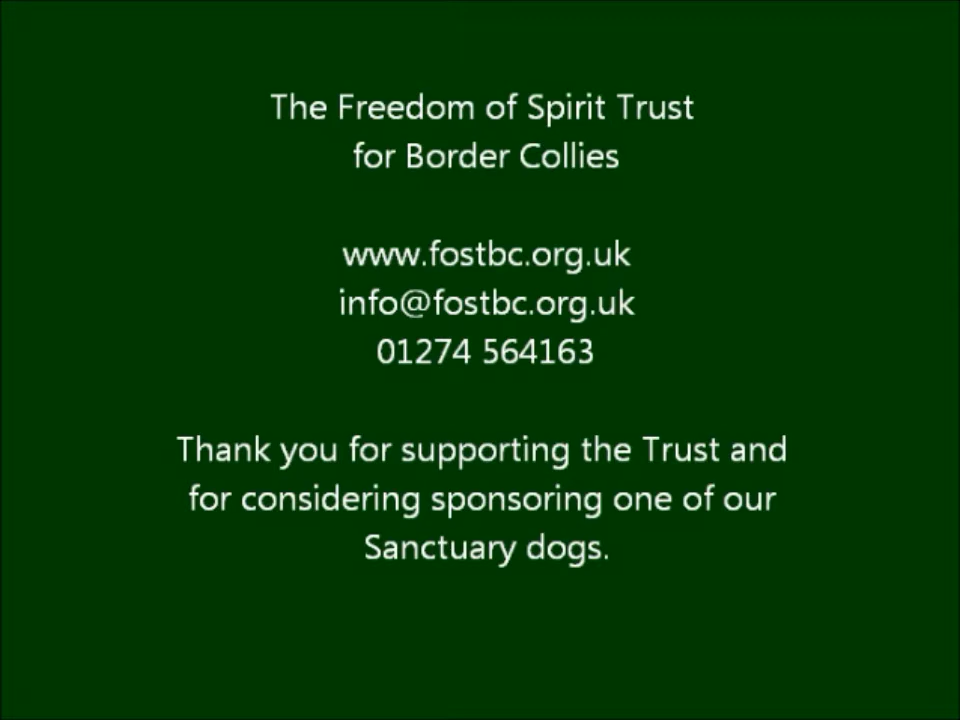 The Freedom of Spirit Trust
for Border Collies
www.fostbc.org.uk
info@fostbc.org.uk
01274 564163
Thank you for supporting the Trust and
for considering sponsoring one of our
Sanctuary dogs.